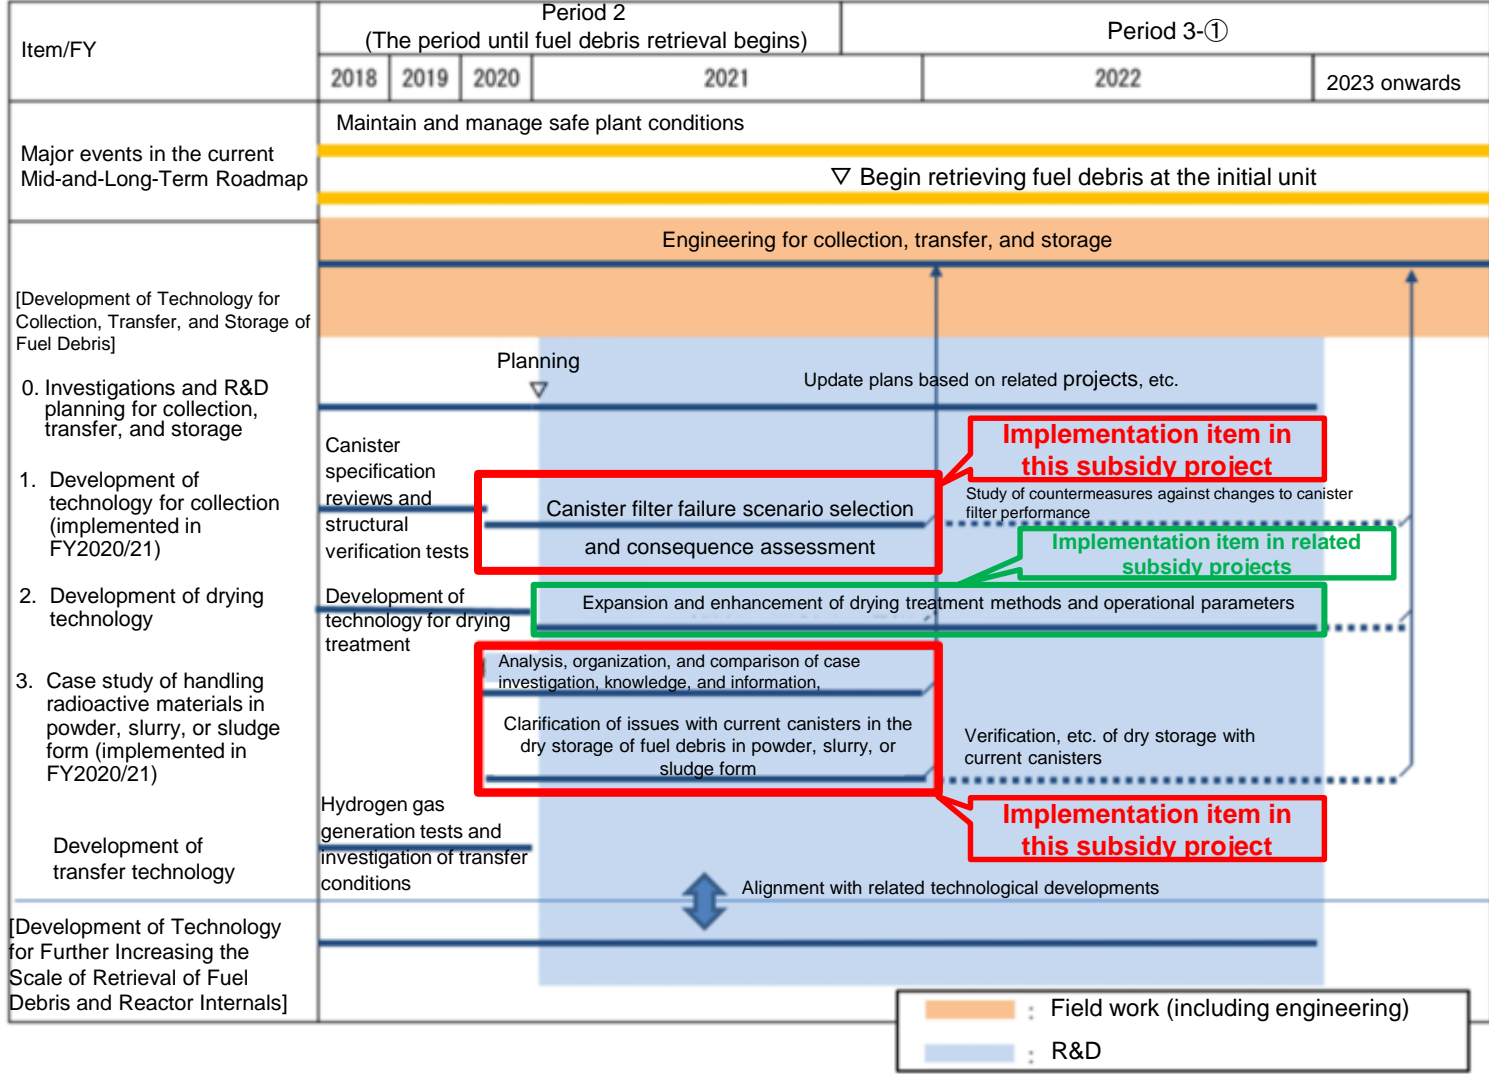 Item/FY
Period 2
(The period until fuel debris retrieval begins)
Period 3-①
2018
2019
2020
2021
2022
2023 onwards
Major events in the current
Mid-and-Long-Term Roadmap
Maintain and manage safe plant conditions
▽ Begin retrieving fuel debris at the initial unit
Engineering for collection, transfer, and storage
[Development of Technology for
Collection, Transfer, and Storage of
Fuel Debris]
Planning
▽
0. Investigations and R&D
planning for collection,
transfer, and storage
Update plans based on related projects, etc.
Implementation item in
this subsidy project
1. Development of
technology for collection
(implemented in
FY2020/21)
Canister
specification
reviews and
structural
verification tests
Canister filter failure scenario selection
and consequence assessment
Study of countermeasures against changes to canister
filter performance
Implementation item in related
subsidy projects
2. Development of drying
technology
Development of
technology for drying
treatment
Expansion and enhancement of drying treatment methods and operational parameters
3. Case study of handling
radioactive materials in
powder, slurry, or sludge
form (implemented in
FY2020/21)
Analysis, organization, and comparison of case
investigation, knowledge, and information,
Clarification of issues with current canisters in the
dry storage of fuel debris in powder, slurry, or
sludge form
Verification, etc. of dry storage with
current canisters
Implementation item in
this subsidy project
Development of
transfer technology
Hydrogen gas
generation tests and
investigation of transfer
conditions
Alignment with related technological developments
[Development of Technology
for Further Increasing the
Scale of Retrieval of Fuel
Debris and Reactor Internals]
: Field work (including engineering)
: R&D